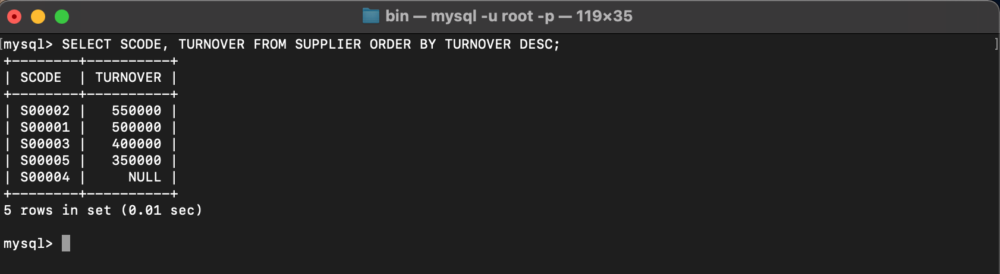 bin — mysql -u root -p — 119×35
[mysql> SELECT SCODE, TURNOVER FROM SUPPLIER ORDER BY TURNOVER DESC; ]
+--------+----------+
| SCODE  | TURNOVER |
+--------+----------+
| S00002 |   550000 |
| S00001 |   500000 |
| S00003 |   400000 |
| S00005 |   350000 |
| S00004 |     NULL |
+--------+----------+
5 rows in set (0.01 sec)
mysql>